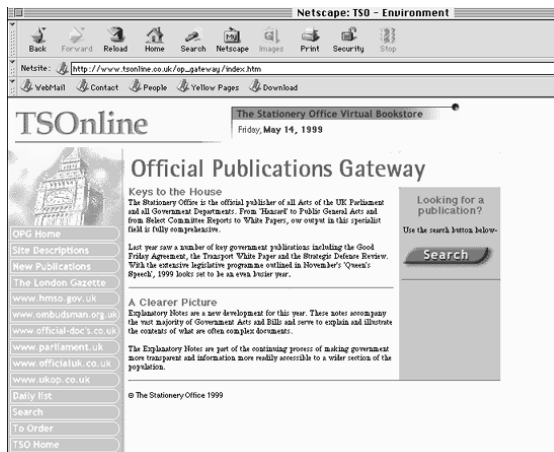 Netscape: TSO - Environment
Back Forward Reload Home Search Netscape Images Print Security Stop
Netsite: http://www.tsonline.co.uk/op_gateway/index.htm
WebMail Contact People Yellow Pages Download
TSOnline
The Stationery Office Virtual Bookstore
Friday, May 14, 1999
Official Publications Gateway
Keys to the House
The Stationery Office is the official publisher of all Acts of the UK Parliament
and all Government Departments. From 'Hansard' to Public General Acts and
from Select Committee Reports to White Papers, our output in this specialist
field is fully comprehensive.
Last year saw a number of key government publications including the Good
Friday Agreement, the Transport White Paper and the Strategic Defense Review.
With the extensive legislative programme outlined in November's 'Queen's
Speech', 1999 looks set to be an even busier year.
A Clearer Picture
Explanatory Notes are a new development for this year. These notes accompany
the vast majority of Government Acts and Bills and serve to explain and illustrate
the contents of what are often complex documents.
The Explanatory Notes are part of the continuing process of making government
more transparent and information more readily accessible to a wider section of the
population.
© The Stationery Office 1999
Looking for a
publication?
Use the search button below-
Search
OPG Home
Site Descriptions
New Publications
The London Gazette
www.hmso.gov.uk
www.ombudsman.org.uk
www.official-doc's.co.uk
www.parliament.uk
www.officialuk.co.uk
www.ukop.co.uk
Daily list
Search
To Order
TSO Home